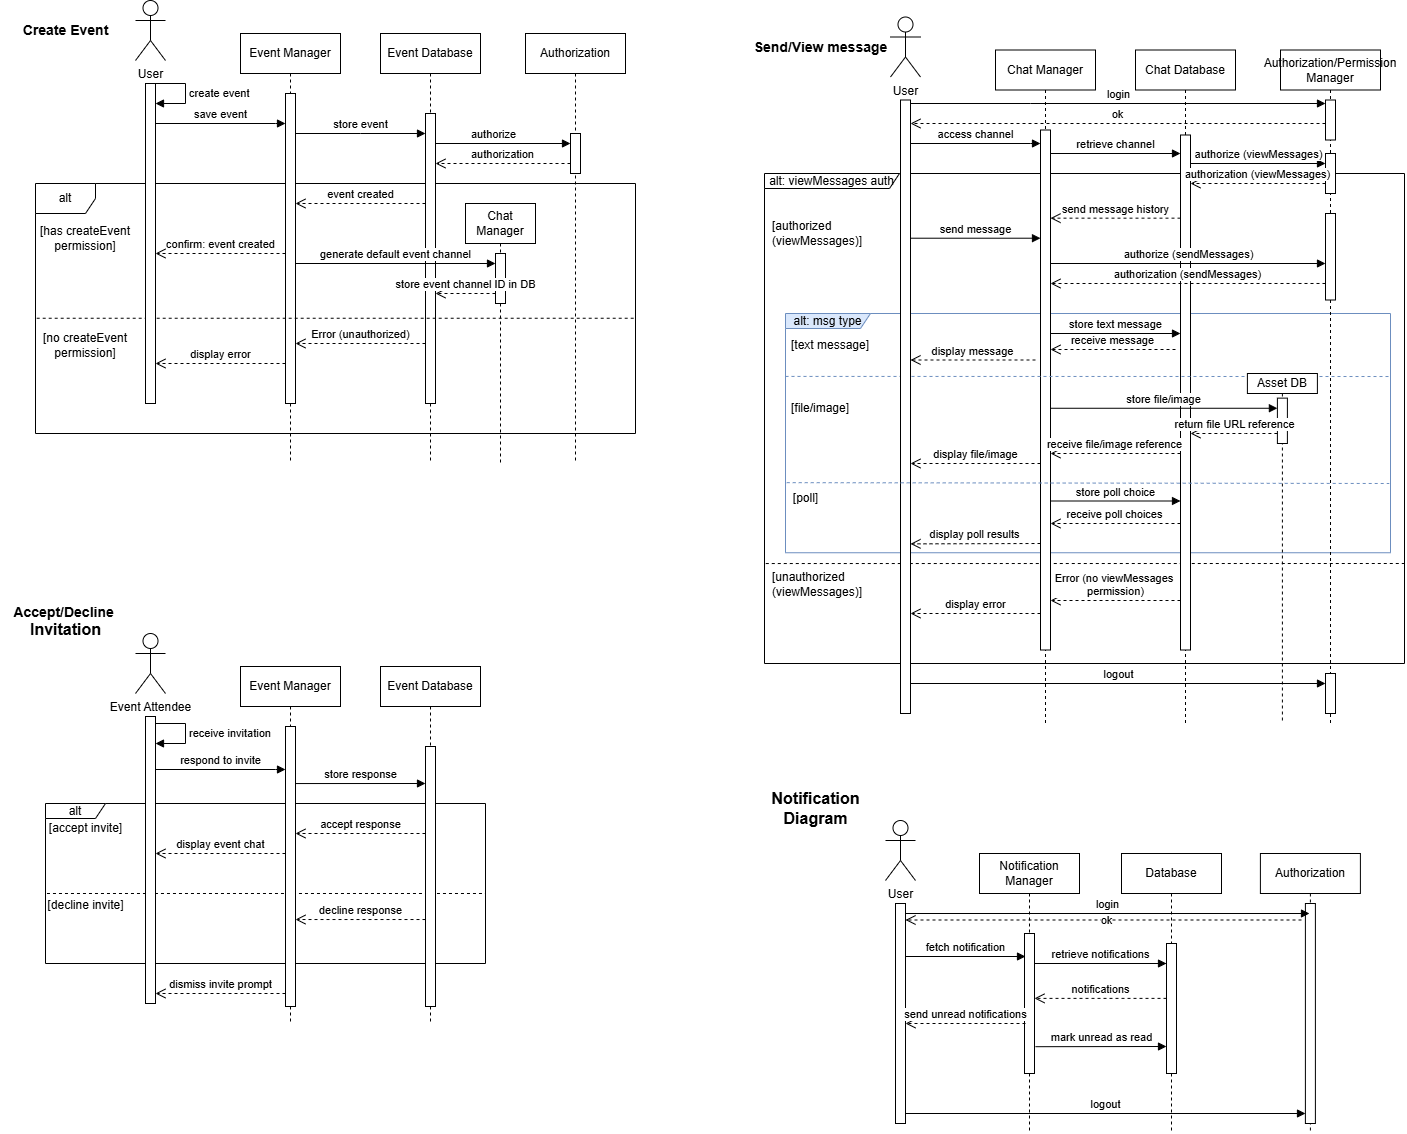 Create Event
User
Event Manager
Event Database
Authorization
create event
save event
store event
authorize
authorization
alt
event created
[has createEvent
permission]
Chat
Manager
confirm: event created
generate default event channel
store event channel ID in DB
[no createEvent
permission]
Error (unauthorized)
display error
Send/View message
User
Chat Manager
Chat Database
Authorization/Permission
Manager
login
ok
access channel
retrieve channel
authorize (viewMessages)
alt: viewMessages auth
authorization (viewMessages)
send message history
[authorized
(viewMessages)]
send message
authorize (sendMessages)
authorization (sendMessages)
alt: msg type
store text message
[text message]
receive message
display message
Asset DB
[file/image]
store file/image
return file URL reference
receive file/image reference
display file/image
[poll]
store poll choice
receive poll choices
display poll results
[unauthorized
(viewMessages)]
Error (no viewMessages
permission)
display error
logout
Accept/Decline
Invitation
Event Attendee
Event Manager
Event Database
receive invitation
respond to invite
store response
alt
[accept invite]
accept response
display event chat
[decline invite]
decline response
dismiss invite prompt
Notification
Diagram
User
Notification
Manager
Database
Authorization
login
ok
fetch notification
retrieve notifications
notifications
send unread notifications
mark unread as read
logout